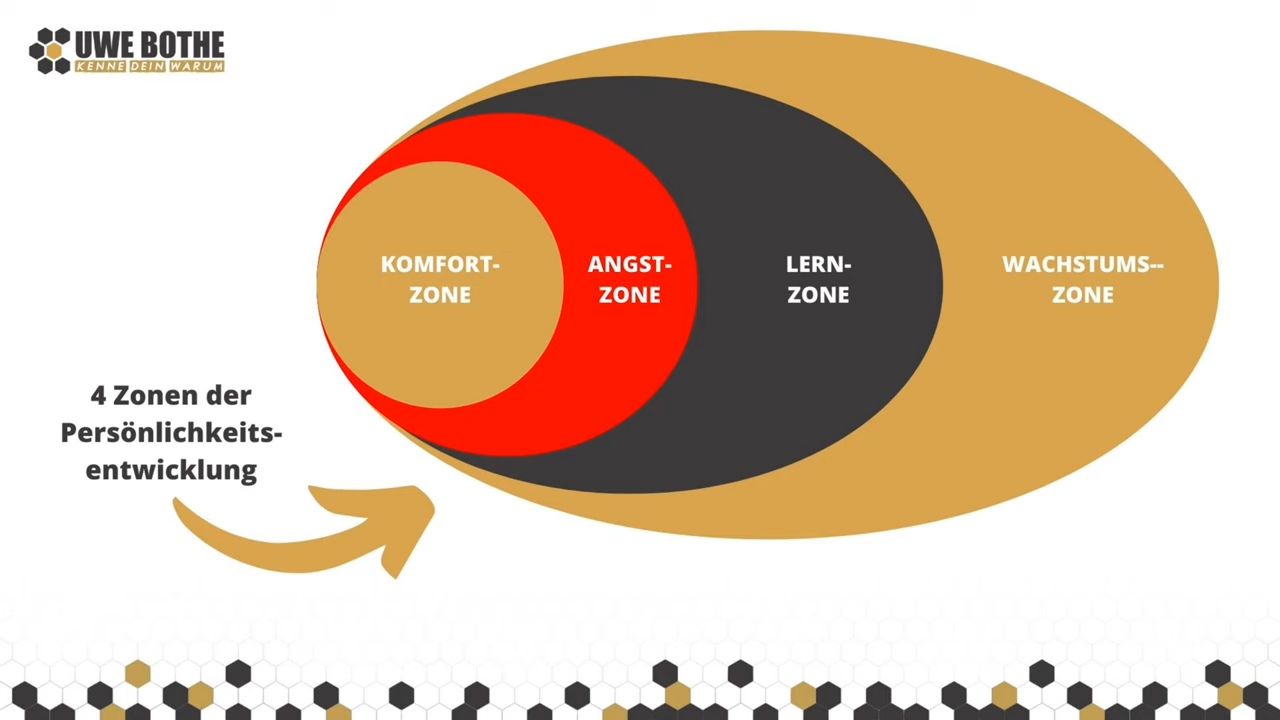 UWE BOTHE
KENNE DEIN WARUM
KOMFORT-
ZONE
ANGST-
ZONE
LERN-
ZONE
WACHSTUMS--
ZONE
4 Zonen der
Persönlichkeits-
entwicklung